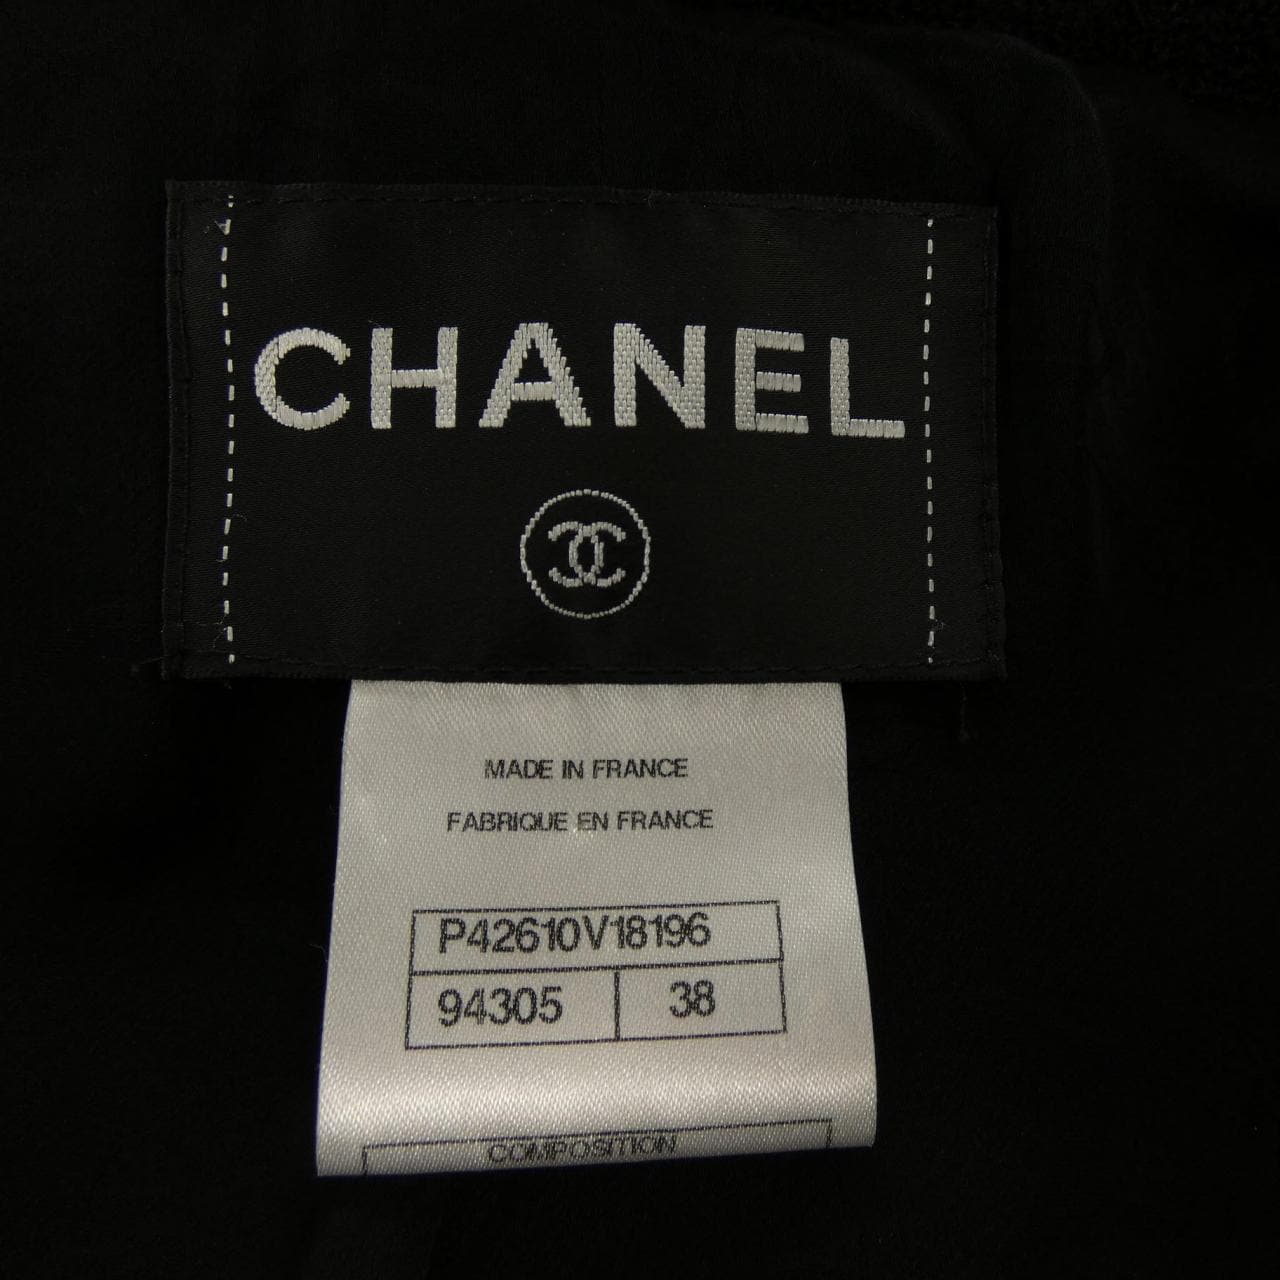 CHANEL
MADE IN FRANCE
FABRIQUE EN FRANCE
P42610V18196
94305 38
COMPOSITION